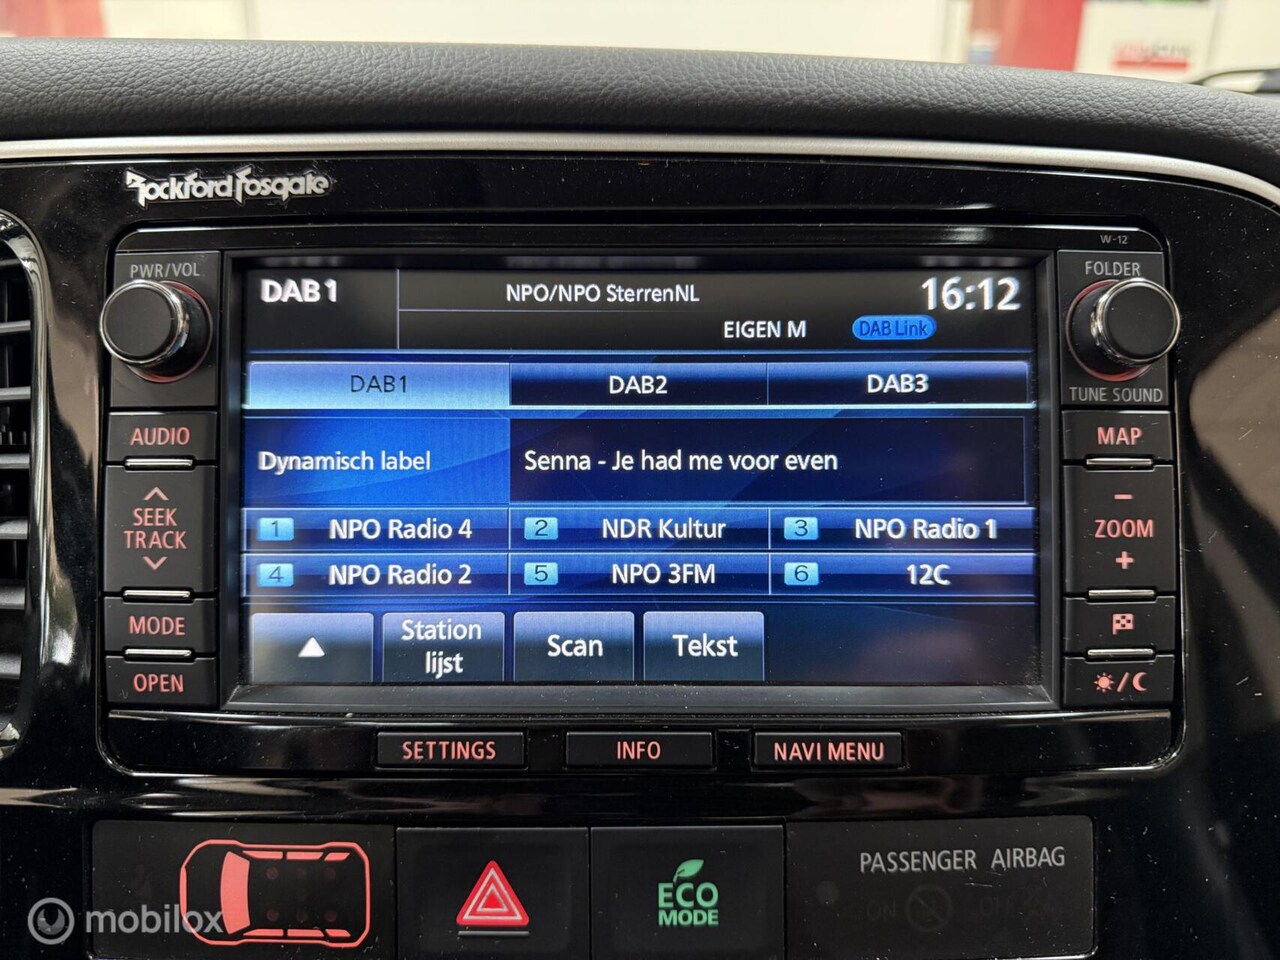 Rockford Fosgate
W-12
PWR/VOL
FOLDER
DAB1
NPO/NPO SterrenNL
16:12
EIGEN M
DAB Link
DAB1
DAB2
DAB3
TUNE SOUND
AUDIO
MAP
Dynamisch label
Senna - Je had me voor even
SEEK
TRACK
ZOOM
1 NPO Radio 4
2 NDR Kultur
3 NPO Radio 1
4 NPO Radio 2
5 NPO 3FM
6 12C
MODE
Station
lijst
Scan
Tekst
OPEN
SETTINGS
INFO
NAVI MENU
ECO
MODE
PASSENGER AIRBAG
ON
mobilox